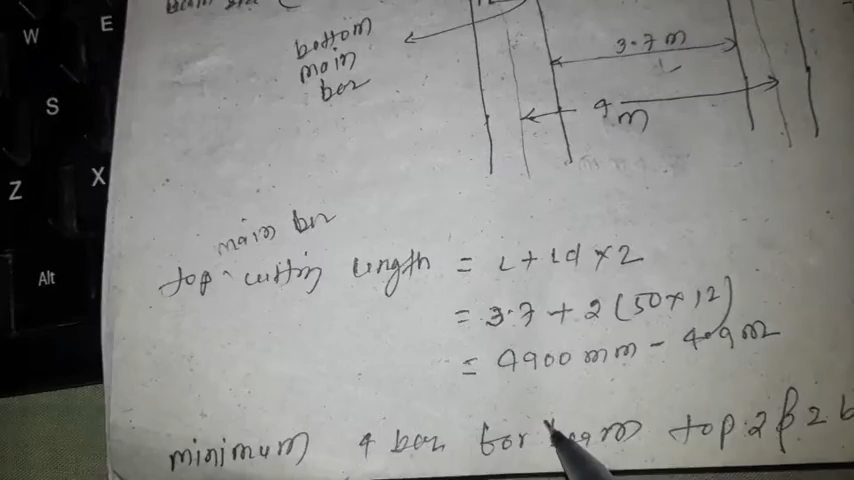 W E
S
Z X
Alt
bottom
main
bar
3.7 m
L
4 m
main bar
top cutting length = L + Ld × 2
= 3.7 + 2 (50 × 12)
= 4900 mm - 4.9 m
minimum 4 bar for beam top 2 β 2 b